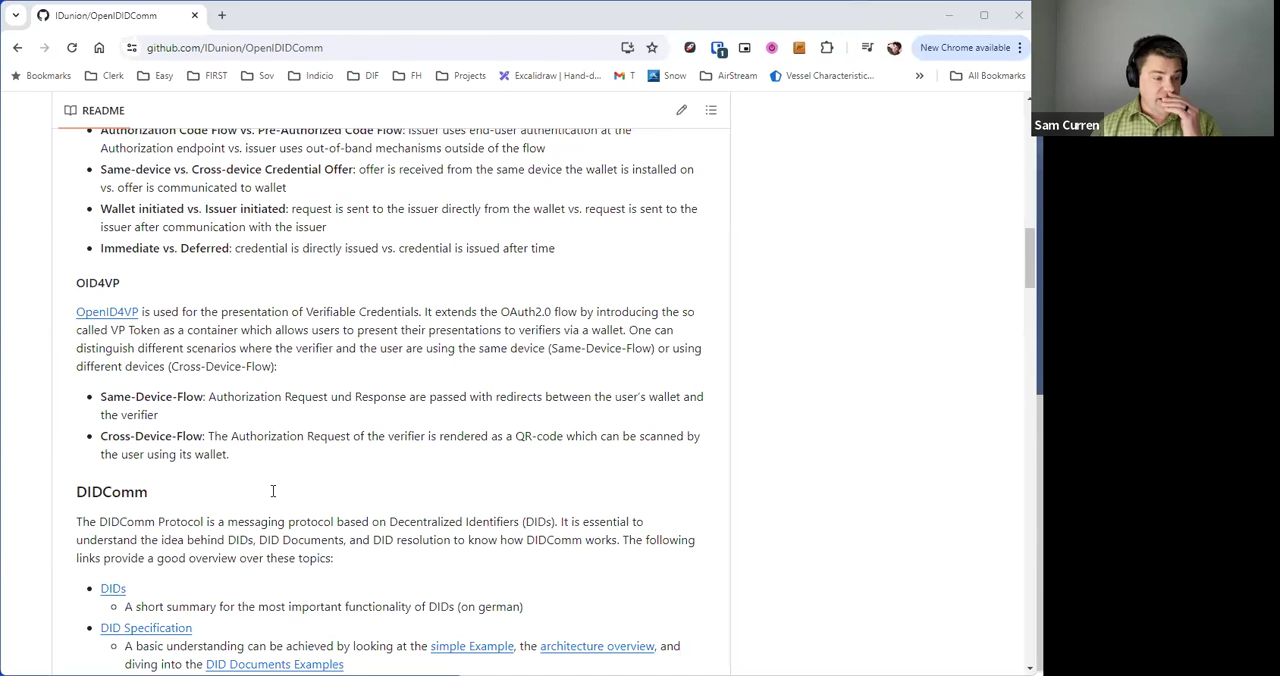 IDunion/OpenIDIDComm
github.com/IDunion/OpenIDIDComm
1
New Chrome available
Bookmarks
Clerk
Easy
FIRST
Sov
Indicio
DIF
FH
Projects
Excalidraw | Hand-d...
T
Snow
AirStream
Vessel Characteristic...
»
All Bookmarks
README
Authorization Code Flow vs. Pre-Authorized Code Flow: issuer uses end-user authentication at the
Authorization endpoint vs. issuer uses out-of-band mechanisms outside of the flow
Same-device vs. Cross-device Credential Offer: offer is received from the same device the wallet is installed on
vs. offer is communicated to wallet
Wallet initiated vs. Issuer initiated: request is sent to the issuer directly from the wallet vs. request is sent to the
issuer after communication with the issuer
Immediate vs. Deferred: credential is directly issued vs. credential is issued after time
OID4VP
OpenID4VP is used for the presentation of Verifiable Credentials. It extends the OAuth2.0 flow by introducing the so
called VP Token as a container which allows users to present their presentations to verifiers via a wallet. One can
distinguish different scenarios where the verifier and the user are using the same device (Same-Device-Flow) or using
different devices (Cross-Device-Flow):
Same-Device-Flow: Authorization Request und Response are passed with redirects between the user's wallet and
the verifier
Cross-Device-Flow: The Authorization Request of the verifier is rendered as a QR-code which can be scanned by
the user using its wallet.
DIDComm
The DIDComm Protocol is a messaging protocol based on Decentralized Identifiers (DIDs). It is essential to
understand the idea behind DIDs, DID Documents, and DID resolution to know how DIDComm works. The following
links provide a good overview over these topics:
DIDs
A short summary for the most important functionality of DIDs (on german)
DID Specification
A basic understanding can be achieved by looking at the simple Example, the architecture overview, and
diving into the DID Documents Examples
Sam Curren